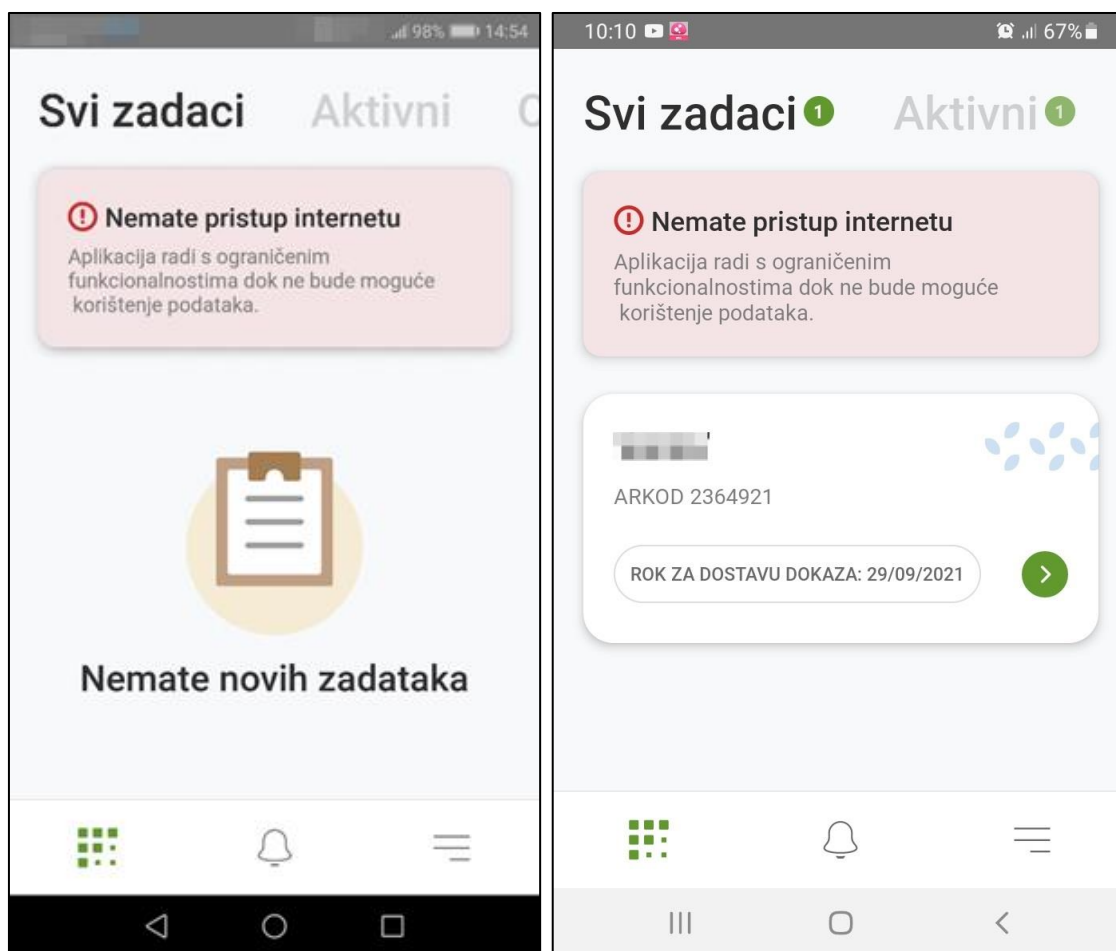 98% 14:54
Svi zadaci Aktivni
Nemate pristup internetu
Aplikacija radi s ograničenim
funkcionalnostima dok ne bude moguće
korištenje podataka.
Nemate novih zadataka
10:10 67%
Svi zadaci 1 Aktivni 1
Nemate pristup internetu
Aplikacija radi s ograničenim
funkcionalnostima dok ne bude moguće
korištenje podataka.
ARKOD 2364921
ROK ZA DOSTAVU DOKAZA: 29/09/2021